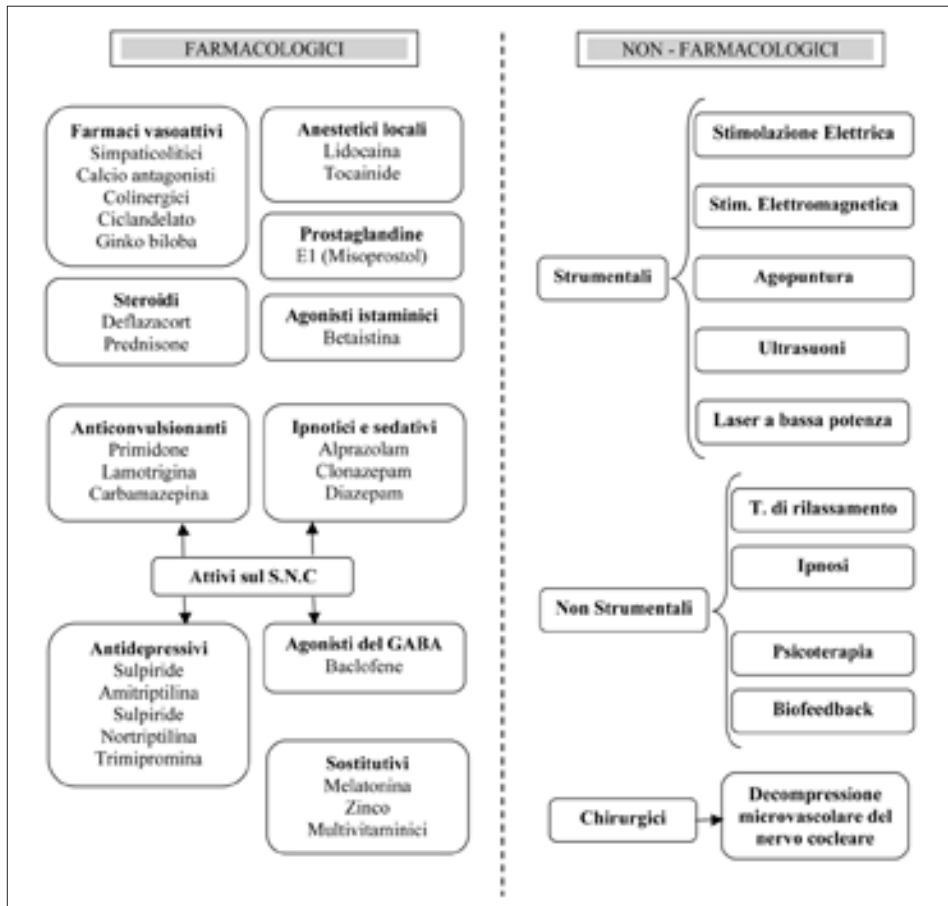 FARMACOLOGICI
Farmaci vasoattivi
Simpaticolitici
Calcio antagonisti
Colinergici
Ciclandelato
Ginko biloba
Anestetici locali
Lidocaina
Tocainide
Prostaglandine
E1 (Misoprostol)
Steroidi
Deflazacort
Prednisone
Agonisti istaminici
Betaistina
Anticonvulsionanti
Primidone
Lamotrigina
Carbamazepina
Ipnotici e sedativi
Alprazolam
Clonazepam
Diazepam
Attivi sul S.N.C
Antidepressivi
Sulpiride
Amitriptilina
Sulpiride
Nortriptilina
Trimipromina
Agonisti del GABA
Baclofene
Sostitutivi
Melatonina
Zinco
Multivitaminici
NON - FARMACOLOGICI
Strumentali
Stimolazione Elettrica
Stim. Elettromagnetica
Agopuntura
Ultrasuoni
Laser a bassa potenza
Non Strumentali
T. di rilassamento
Ipnosi
Psicoterapia
Biofeedback
Chirurgici
Decompressione
microvascolare del
nervo cocleare